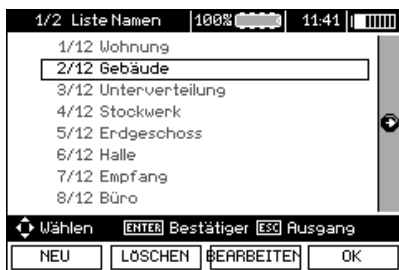 1/2 Liste Namen 100% 11:41
1/12 Wohnung
2/12 Gebäude
3/12 Unterverteilung
4/12 Stockwerk
5/12 Erdgeschoss
6/12 Halle
7/12 Empfang
8/12 Büro
Wählen ENTER Bestätiger ESC Ausgang
NEU LÖSCHEN BEARBEITEN OK